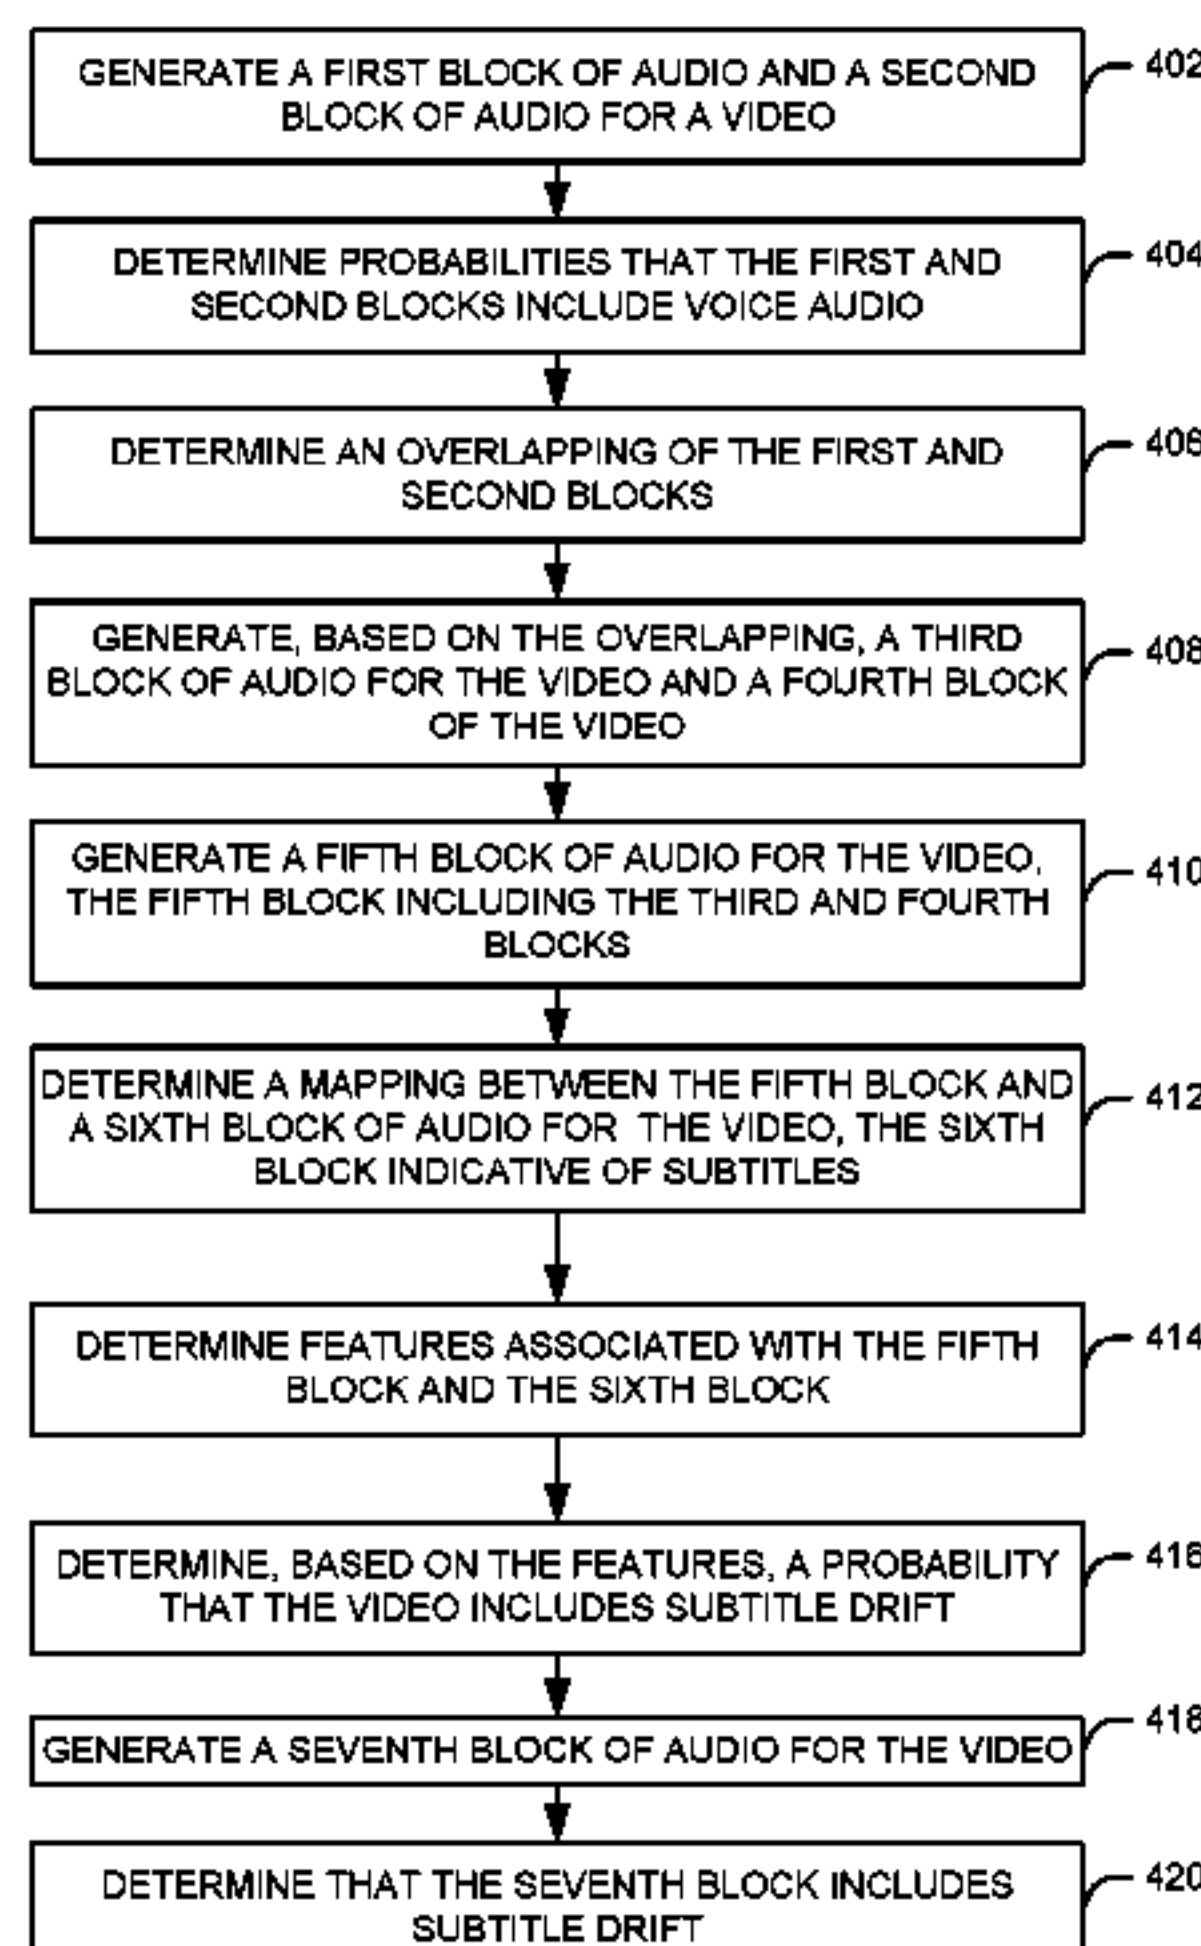 GENERATE A FIRST BLOCK OF AUDIO AND A SECOND
BLOCK OF AUDIO FOR A VIDEO
402
DETERMINE PROBABILITIES THAT THE FIRST AND
SECOND BLOCKS INCLUDE VOICE AUDIO
404
DETERMINE AN OVERLAPPING OF THE FIRST AND
SECOND BLOCKS
406
GENERATE, BASED ON THE OVERLAPPING, A THIRD
BLOCK OF AUDIO FOR THE VIDEO AND A FOURTH BLOCK
OF THE VIDEO
408
GENERATE A FIFTH BLOCK OF AUDIO FOR THE VIDEO,
THE FIFTH BLOCK INCLUDING THE THIRD AND FOURTH
BLOCKS
410
DETERMINE A MAPPING BETWEEN THE FIFTH BLOCK AND
A SIXTH BLOCK OF AUDIO FOR THE VIDEO, THE SIXTH
BLOCK INDICATIVE OF SUBTITLES
412
DETERMINE FEATURES ASSOCIATED WITH THE FIFTH
BLOCK AND THE SIXTH BLOCK
414
DETERMINE, BASED ON THE FEATURES, A PROBABILITY
THAT THE VIDEO INCLUDES SUBTITLE DRIFT
416
GENERATE A SEVENTH BLOCK OF AUDIO FOR THE VIDEO
418
DETERMINE THAT THE SEVENTH BLOCK INCLUDES
SUBTITLE DRIFT
420